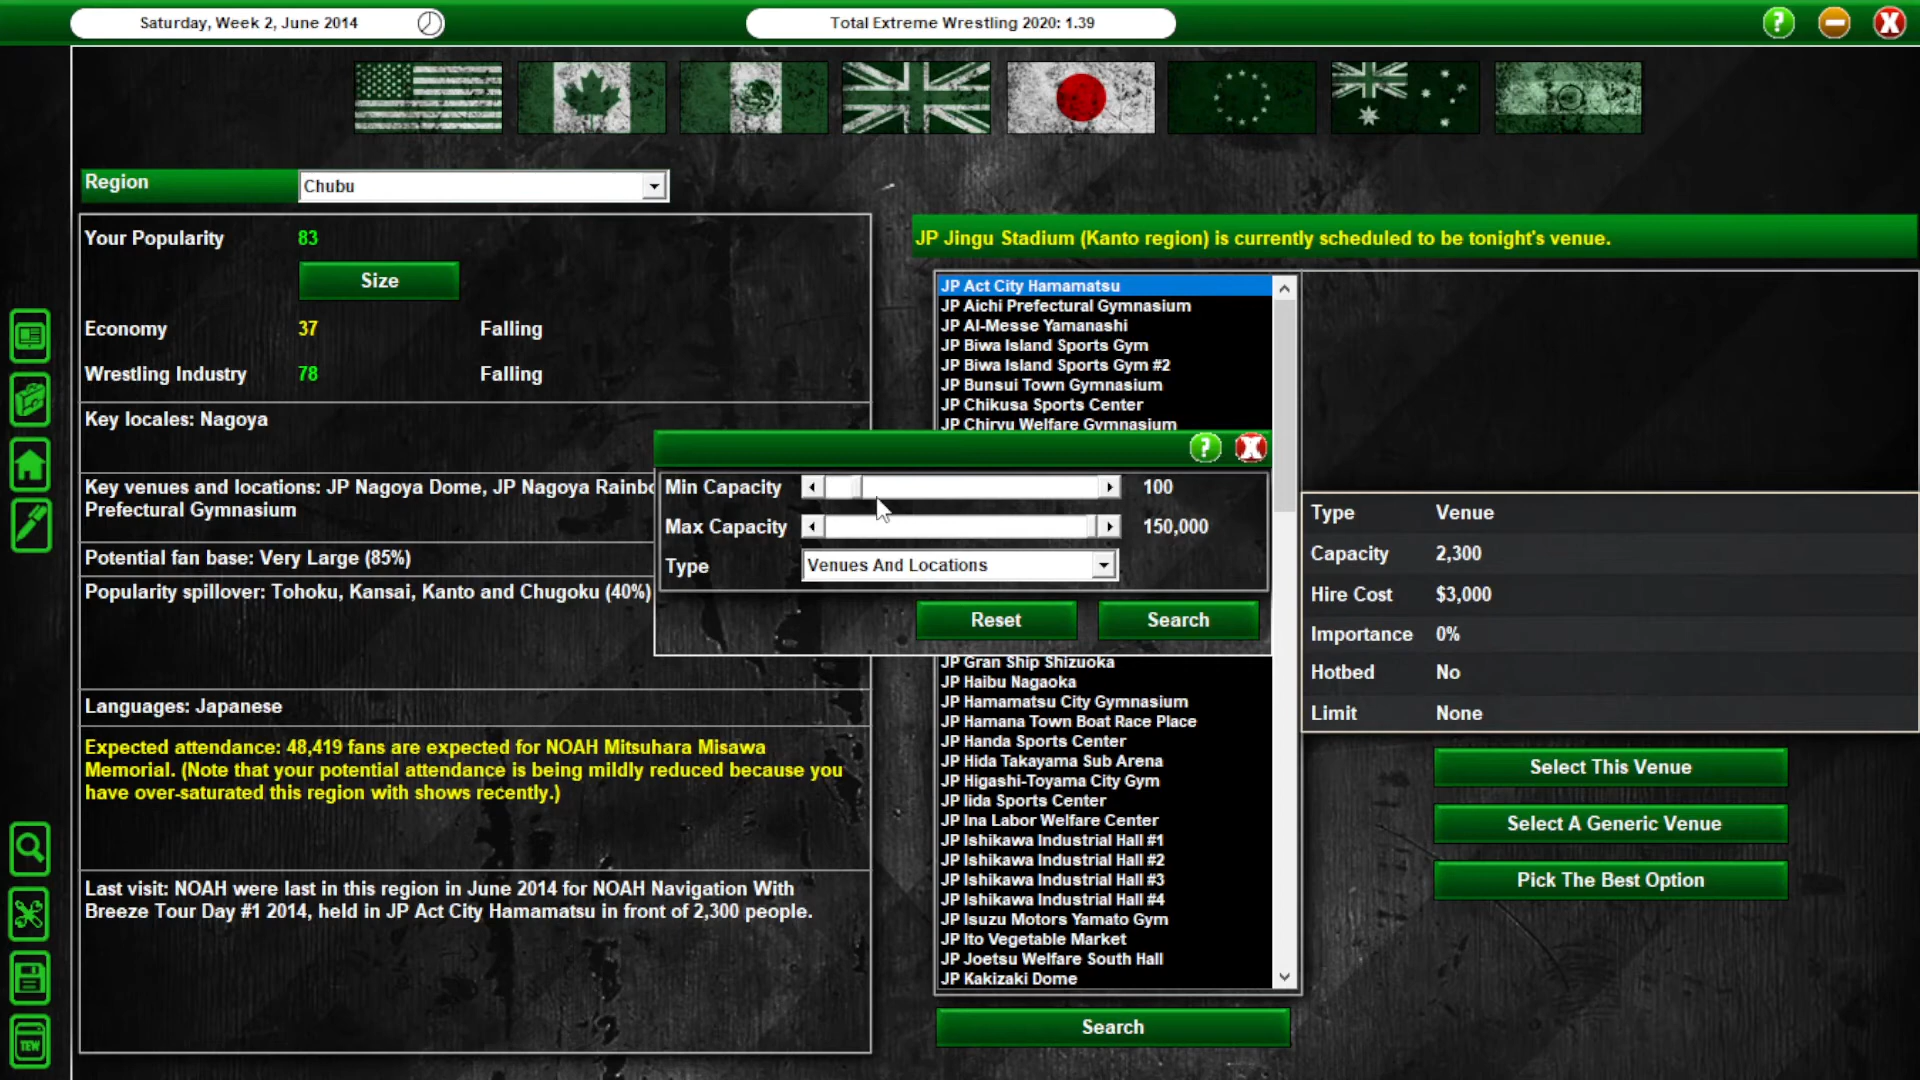 Saturday, Week 2, June 2014
Total Extreme Wrestling 2020: 1.39
Region
Chubu
Your Popularity 83
Size
Economy 37 Falling
Wrestling Industry 78 Falling
Key locales: Nagoya
Key venues and locations: JP Nagoya Dome, JP Nagoya Rainbo
Prefectural Gymnasium
Potential fan base: Very Large (85%)
Popularity spillover: Tohoku, Kansai, Kanto and Chugoku (40%)
Languages: Japanese
Expected attendance: 48,419 fans are expected for NOAH Mitsuhara Misawa
Memorial. (Note that your potential attendance is being mildly reduced because you
have over-saturated this region with shows recently.)
Last visit: NOAH were last in this region in June 2014 for NOAH Navigation With
Breeze Tour Day #1 2014, held in JP Act City Hamamatsu in front of 2,300 people.
JP Jingu Stadium (Kanto region) is currently scheduled to be tonight's venue.
JP Act City Hamamatsu
JP Aichi Prefectural Gymnasium
JP AI-Messe Yamanashi
JP Biwa Island Sports Gym
JP Biwa Island Sports Gym #2
JP Bunsui Town Gymnasium
JP Chikusa Sports Center
JP Chiryu Welfare Gymnasium
?
X
Min Capacity 100
Max Capacity 150,000
Type Venues And Locations
Reset
Search
JP Gran Ship Shizuoka
JP Haibu Nagaoka
JP Hamamatsu City Gymnasium
JP Hamana Town Boat Race Place
JP Handa Sports Center
JP Hida Takayama Sub Arena
JP Higashi-Toyama City Gym
JP Iida Sports Center
JP Ina Labor Welfare Center
JP Ishikawa Industrial Hall #1
JP Ishikawa Industrial Hall #2
JP Ishikawa Industrial Hall #3
JP Ishikawa Industrial Hall #4
JP Isuzu Motors Yamato Gym
JP Ito Vegetable Market
JP Joetsu Welfare South Hall
JP Kakizaki Dome
Search
Type Venue
Capacity 2,300
Hire Cost $3,000
Importance 0%
Hotbed No
Limit None
Select This Venue
Select A Generic Venue
Pick The Best Option
?
X
TEW